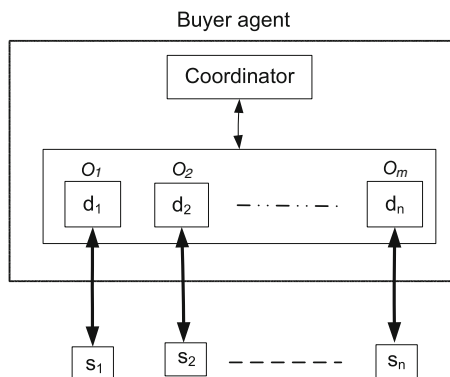 Buyer agent
Coordinator
O1 O2 Om
d1 d2 dn
s1 s2 sn